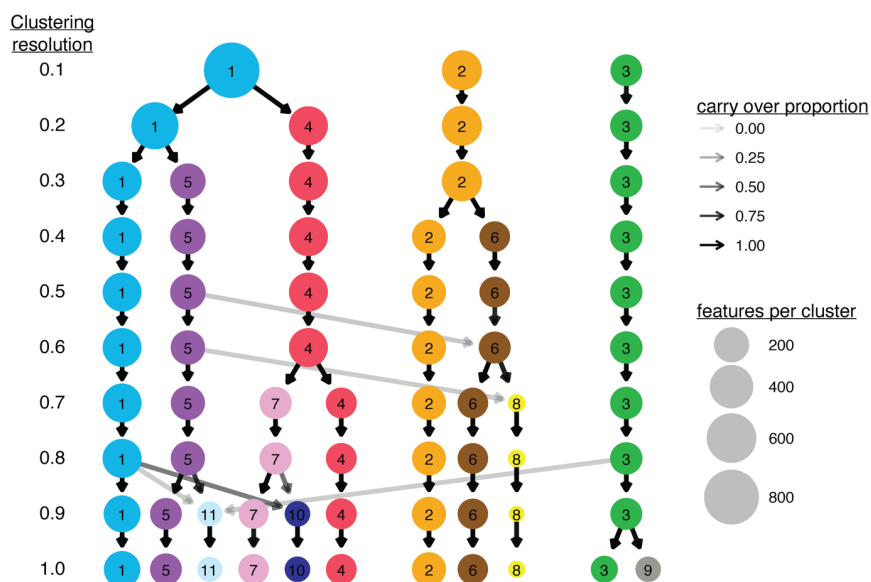 Clustering
resolution
0.1 1 2 3
0.2 1 4 2 3
0.3 1 5 4 2 3
0.4 1 5 4 2 6 3
0.5 1 5 4 2 6 3
0.6 1 5 4 2 6 3
0.7 1 5 7 4 2 6 8 3
0.8 1 5 7 4 2 6 8 3
0.9 1 5 11 7 10 4 2 6 8 3
1.0 1 5 11 7 10 4 2 6 8 3 9
carry over proportion
0.00
0.25
0.50
0.75
1.00
features per cluster
200
400
600
800